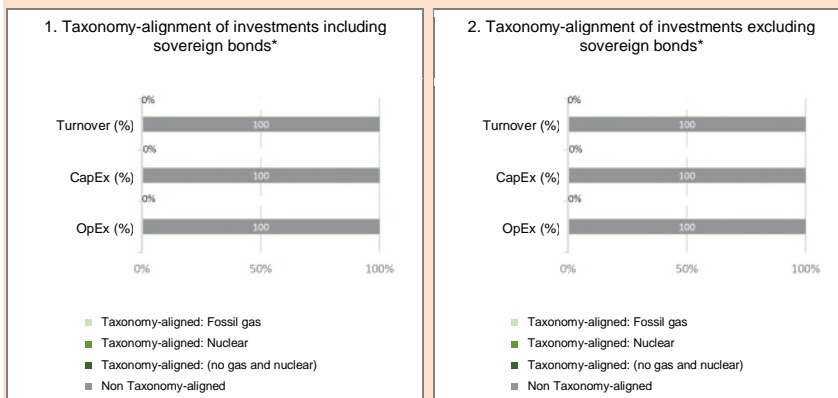 1. Taxonomy-alignment of investments including
sovereign bonds*
0%
Turnover (%)
100
0%
CapEx (%)
100
0%
OpEx (%)
100
0%
50%
100%
Taxonomy-aligned: Fossil gas
Taxonomy-aligned: Nuclear
Taxonomy-aligned: (no gas and nuclear)
Non Taxonomy-aligned
2. Taxonomy-alignment of investments excluding
sovereign bonds*
0%
Turnover (%)
100
0%
CapEx (%)
100
0%
OpEx (%)
100
0%
50%
100%
Taxonomy-aligned: Fossil gas
Taxonomy-aligned: Nuclear
Taxonomy-aligned: (no gas and nuclear)
Non Taxonomy-aligned